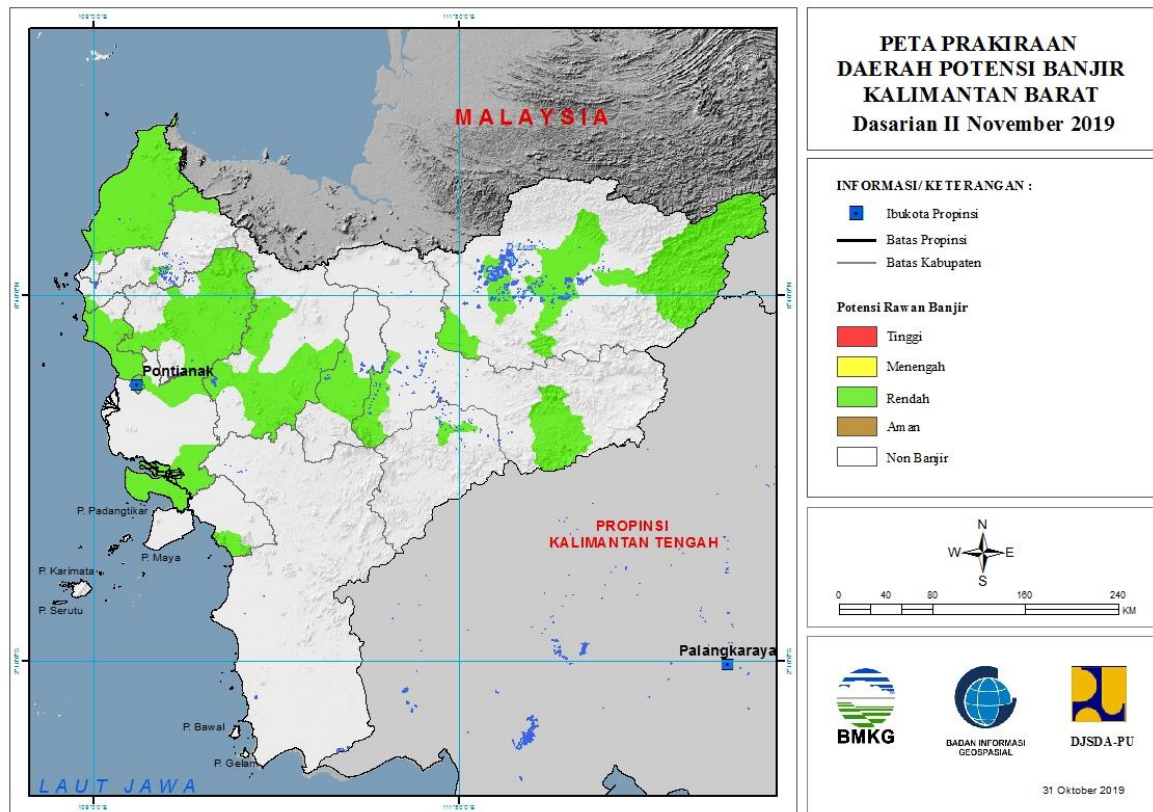 PETA PRAKIRAAN
DAERAH POTENSI BANJIR
KALIMANTAN BARAT
Dasarian II November 2019
INFORMASI/ KETERANGAN :
Ibukota Propinsi
Batas Propinsi
Batas Kabupaten
Potensi Rawan Banjir
Tinggi
Menengah
Rendah
Aman
Non Banjir
N
W E
S
0 40 80 160 240
KM
BMKG
BADAN INFORMASI
GEOSPASIAL
DJSDA-PU
31 Oktober 2019
MALAYSIA
D. Luar
Pontianak
P. Padangtikar
P. Maya
P. Karimata
P. Serutu
PROPINSI
KALIMANTAN TENGAH
Palangkaraya
P. Bawal
P. Gelam
LAUT JAWA